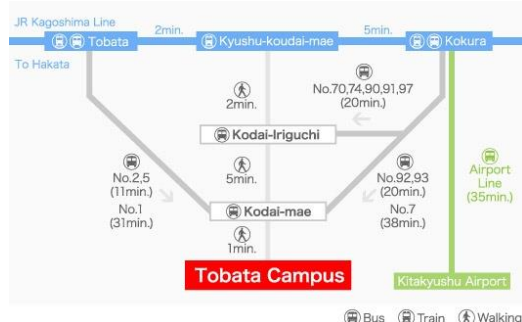 JR Kagoshima Line
2min.
5min.
Tobata
Kyushu-koudai-mae
Kokura
To Hakata
2min.
No.70,74,90,91,97
(20min.)
Kodai-Iriguchi
No.2,5
(11min.)
No.1
(31min.)
5min.
No.92,93
(20min.)
No.7
(38min.)
Airport
Line
(35min.)
Kodai-mae
1min.
Tobata Campus
Kitakyushu Airport
Bus Train Walking